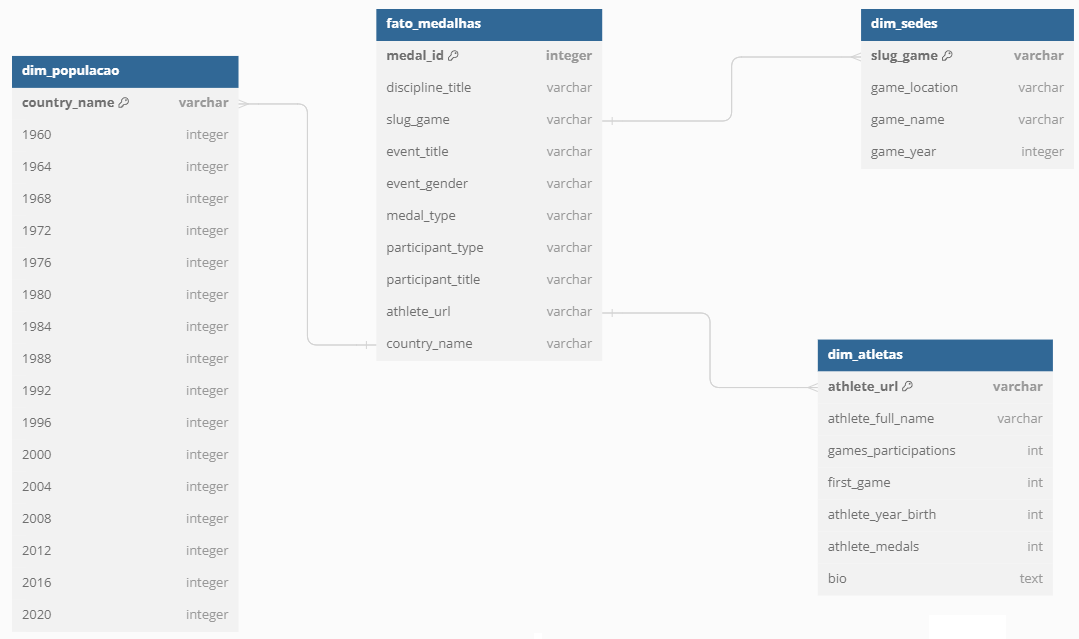 dim_populacao
country_name varchar
1960 integer
1964 integer
1968 integer
1972 integer
1976 integer
1980 integer
1984 integer
1988 integer
1992 integer
1996 integer
2000 integer
2004 integer
2008 integer
2012 integer
2016 integer
2020 integer
fato_medalhas
medal_id integer
discipline_title varchar
slug_game varchar
event_title varchar
event_gender varchar
medal_type varchar
participant_type varchar
participant_title varchar
athlete_url varchar
country_name varchar
dim_sedes
slug_game varchar
game_location varchar
game_name varchar
game_year integer
dim_atletas
athlete_url varchar
athlete_full_name varchar
games_participations int
first_game int
athlete_year_birth int
athlete_medals int
bio text